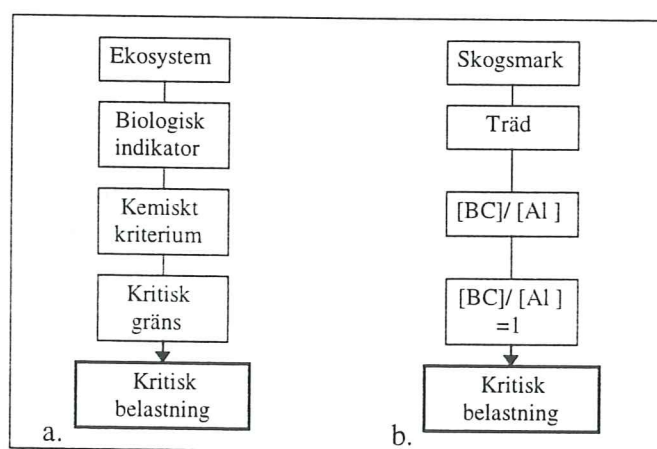 Ekosystem
Biologisk
indikator
Kemiskt
kriterium
Kritisk
gräns
Kritisk
belastning
a.
Skogsmark
Träd
[BC]/ [Al ]
[BC]/ [Al ]
=1
Kritisk
belastning
b.